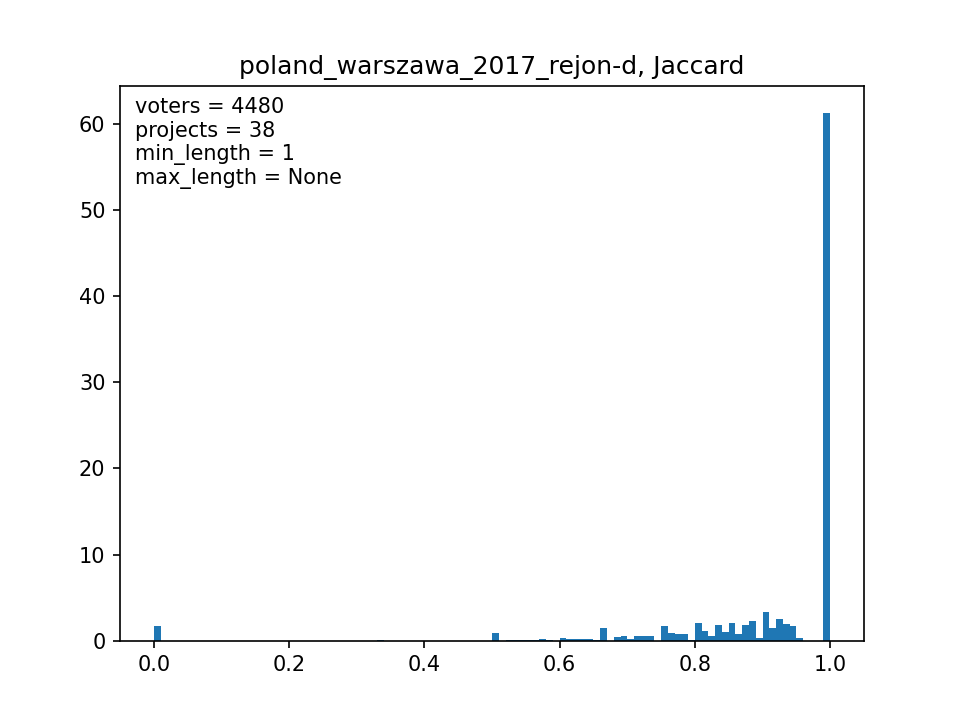 poland_warszawa_2017_rejon-d, Jaccard
voters = 4480
projects = 38
min_length = 1
max_length = None
60
50
40
30
20
10
0
0.0 0.2 0.4 0.6 0.8 1.0